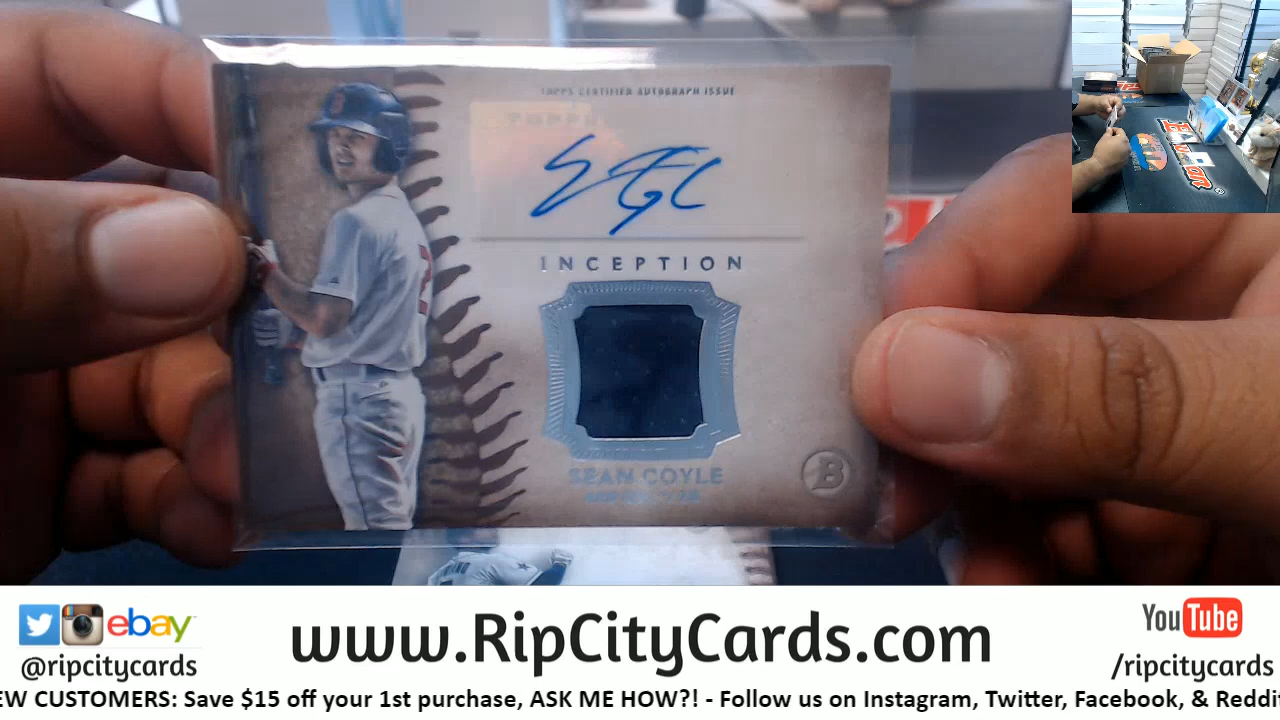 TOPPS CERTIFIED AUTOGRAPH ISSUE
TOPPS
INCEPTION
SEAN COYLE
B
ebay
@ripcitycards
www.RipCityCards.com
YouTube
/ripcitycards
EW CUSTOMERS: Save $15 off your 1st purchase, ASK ME HOW?! - Follow us on Instagram, Twitter, Facebook, & Reddi